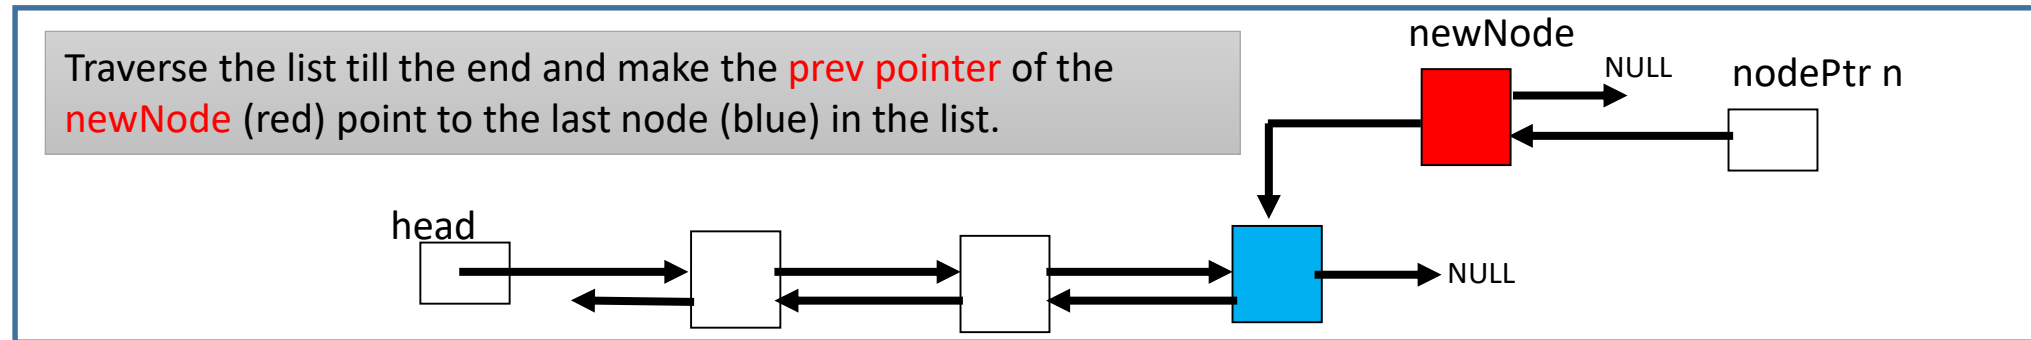 Traverse the list till the end and make the prev pointer of the
newNode (red) point to the last node (blue) in the list.
newNode
NULL
nodePtr n
head
NULL